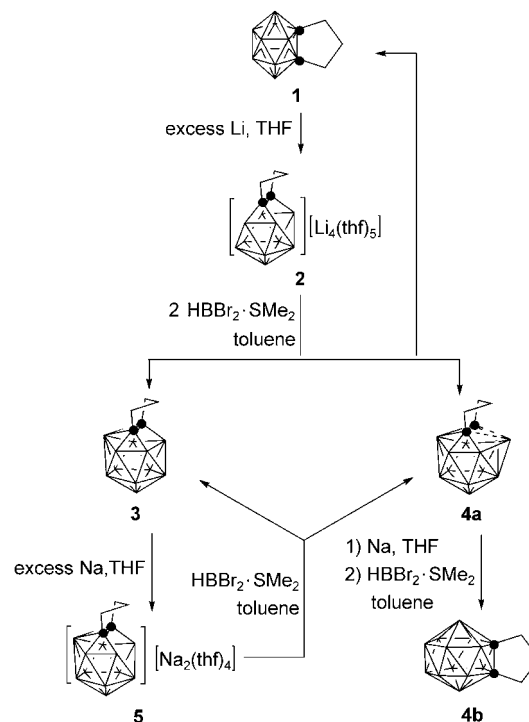 1
excess Li, THF
[Li4(thf)5]
2
2 HBBr2·SMe2
toluene
3
4a
excess Na,THF
HBBr2·SMe2
toluene
1) Na, THF
2) HBBr2·SMe2
toluene
[Na2(thf)4]
5
4b